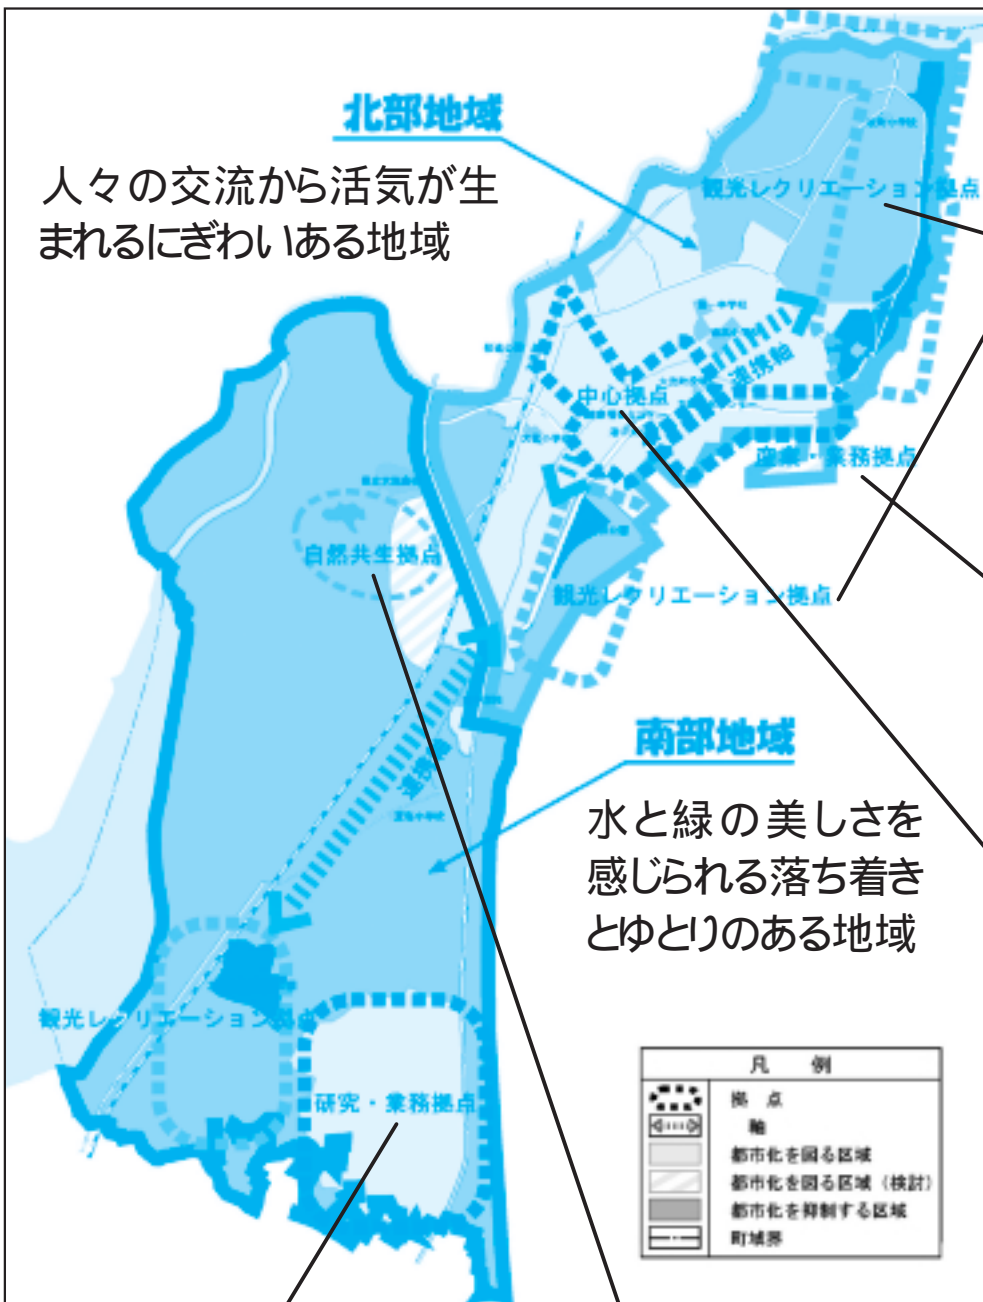 北部地域
人々の交流から活気が生
まれるにぎわいある地域
観光レクリエーション拠点
連携軸
中心拠点
産業・業務拠点
自然共生拠点
観光レクリエーション拠点
南部地域
水と緑の美しさを
感じられる落ち着き
とゆとりのある地域
連携軸
観光レクリエーション拠点
研究・業務拠点
凡 例
拠 点
軸
都市化を図る区域
都市化を図る区域(検討)
都市化を抑制する区域
町域界